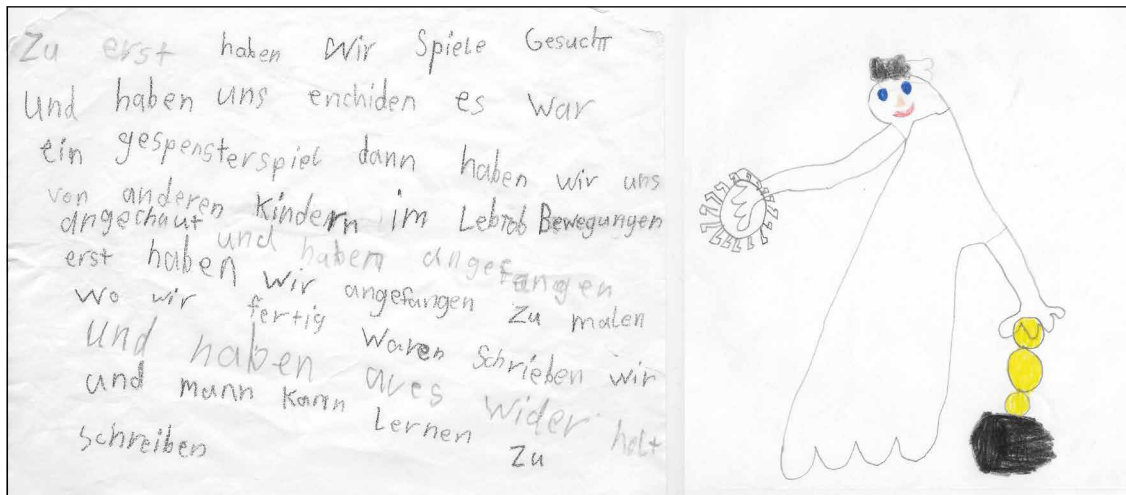 Zu erst haben Wir Spiele Gesucht
Und haben uns enchiden es war
ein gespensterspiel dann haben wir uns
von anderen Kindern im Lebtob Bewegungen
angechaut und haben angefangen
erst haben wir angefangen zu malen
wo wir fertig waren Schrieben wir
und haben aves wider holt
und mann kann Lernen zu
schreiben